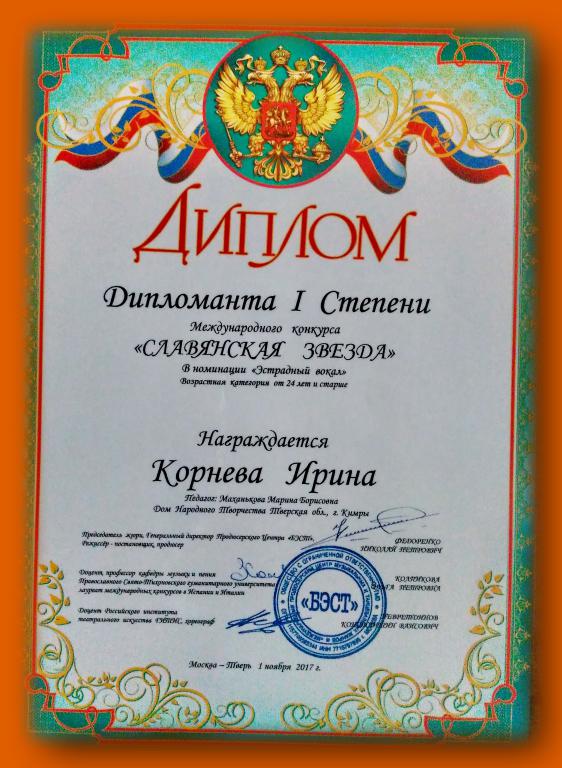 ДИПЛОМ
Дипломанта I Степени
Международного конкурса
«СЛАВЯНСКАЯ ЗВЕЗДА»
В номинации «Эстрадный вокал»
Возрастная категория от 24 лет и старше
Награждается
Корнева Ирина
Педагог: Маханькова Марина Борисовна
Дом Народного Творчества Тверская обл., г. Кимры
Председатель жюри, Генеральный директор Продюсерского Центра «БЭСТ»,
Режиссёр - постановщик, продюсер
ФЕДОРЕНКО
НИКОЛАЙ ПЕТРОВИЧ
Доцент, профессор кафедры музыки и пения
Православного Свято-Тихоновского гуманитарного университета
лауреат международных конкурсов в Испании и Италии
ПЕТРОВНА
Доцент Российского института
театрального искусства ГИТИС, хореограф
«БЭСТ»
Москва – Тверь 1 ноября 2017 г.